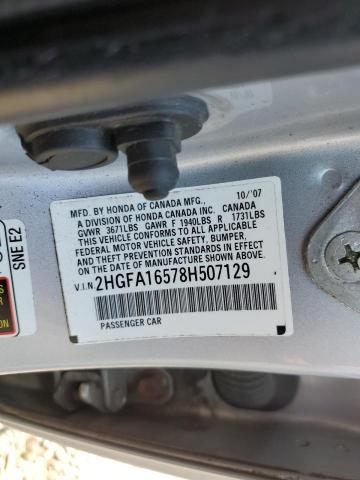 10/'07
MFD. BY HONDA OF CANADA MFG.,
A DIVISION OF HONDA CANADA INC. CANADA
GVWR 3671LBS GAWR F 1940LBS R 1731LBS
THIS VEHICLE CONFORMS TO ALL APPLICABLE
FEDERAL MOTOR VEHICLE SAFETY, BUMPER,
AND THEFT PREVENTION STANDARDS IN EFFECT
ON THE DATE OF MANUFACTURE SHOWN ABOVE.
V.I.N 2HGFA16578H507129
PASSENGER CAR
SNE E2